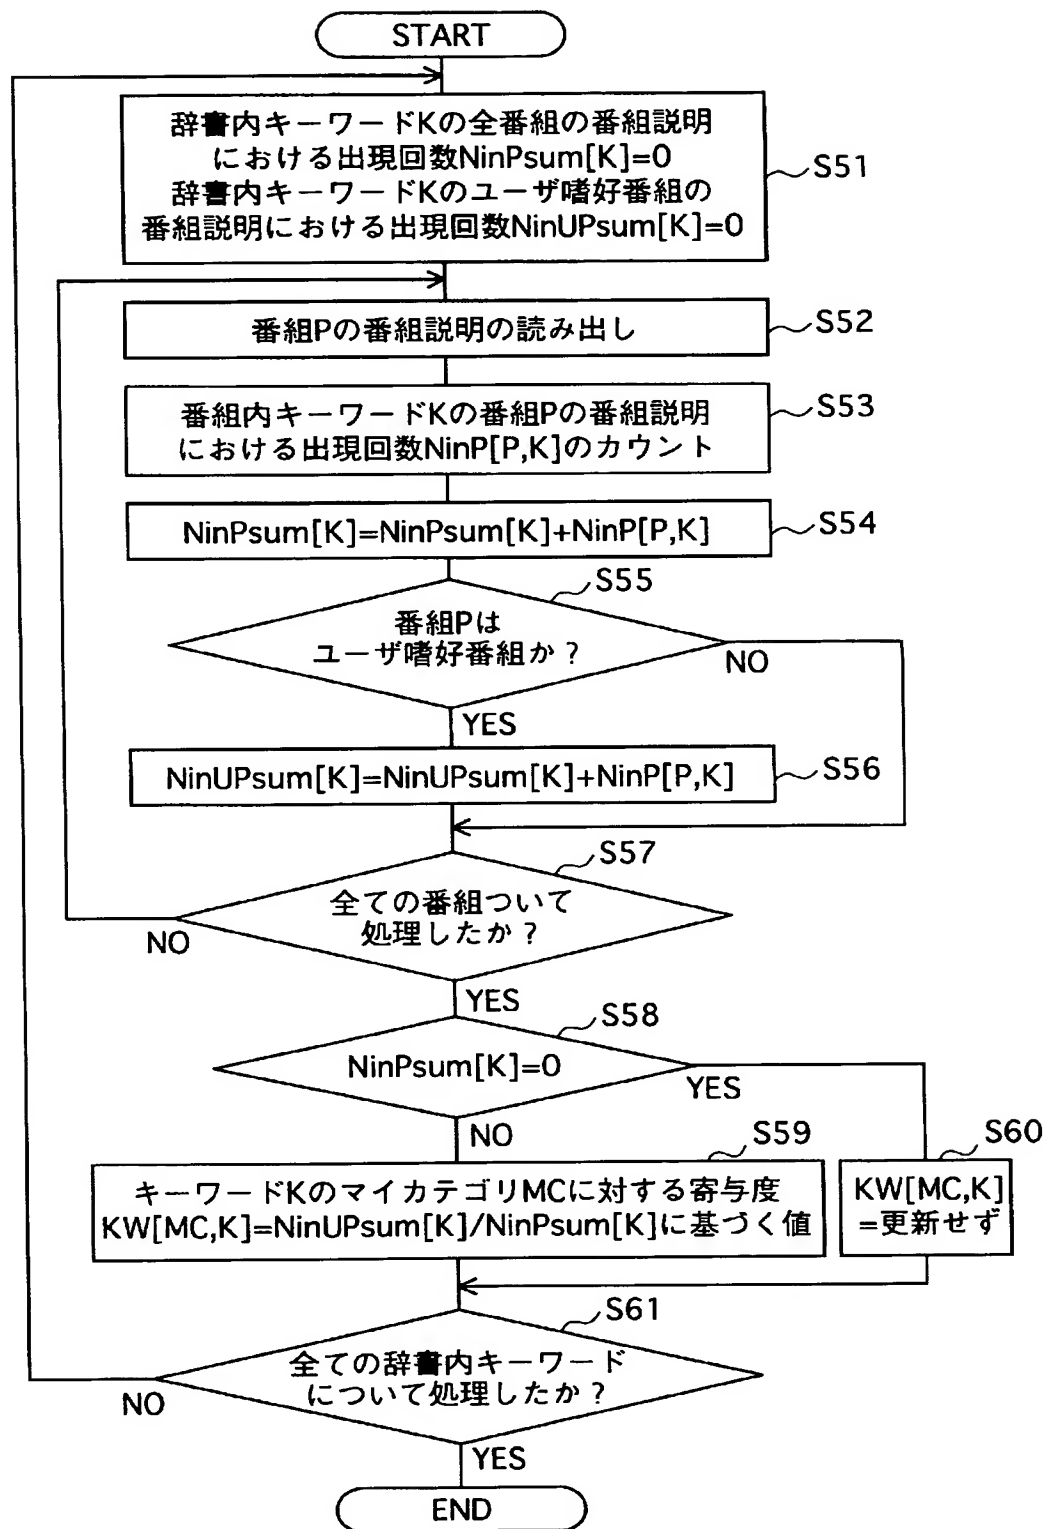 START
辞書内キーワードKの全番組の番組説明
における出現回数NinPsum[K]=0
辞書内キーワードKのユーザ嗜好番組の
番組説明における出現回数NinUPsum[K]=0
S51
番組Pの番組説明の読み出し
S52
番組内キーワードKの番組Pの番組説明
における出現回数NinP[P,K]のカウント
S53
NinPsum[K]=NinPsum[K]+NinP[P,K]
S54
S55
番組Pは
ユーザ嗜好番組か?
NO
YES
NinUPsum[K]=NinUPsum[K]+NinP[P,K]
S56
S57
全ての番組ついて
処理したか?
NO
YES
S58
NinPsum[K]=0
YES
NO
S59
キーワードKのマイカテゴリMCに対する寄与度
KW[MC,K]=NinUPsum[K]/NinPsum[K]に基づく値
S60
KW[MC,K]
=更新せず
S61
全ての辞書内キーワード
について処理したか?
NO
YES
END